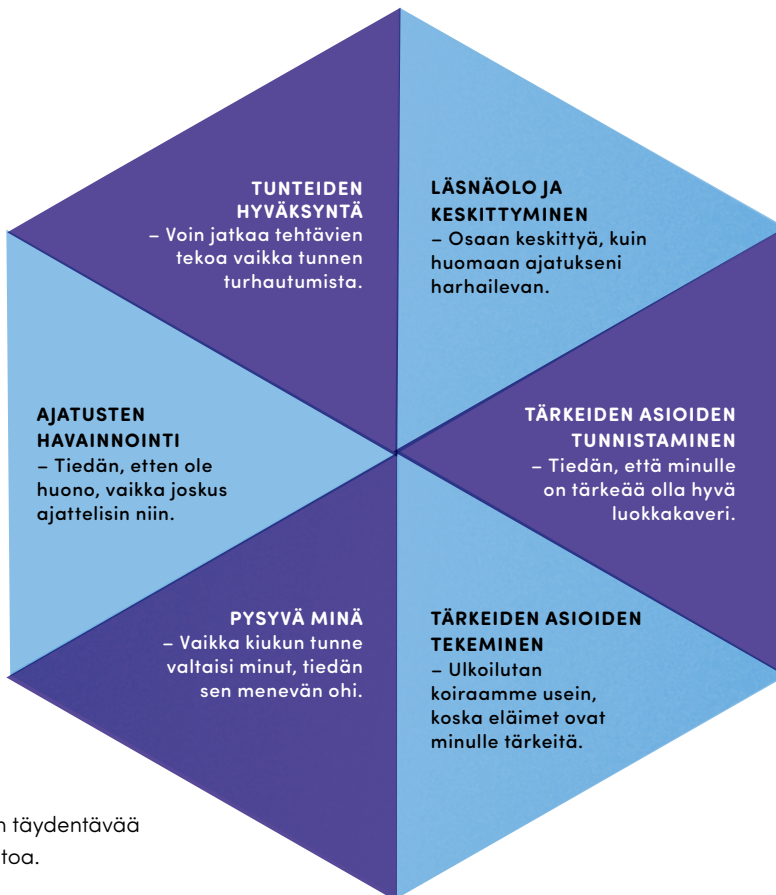 TUNTEIDEN
HYVÄKSYNTÄ
– Voin jatkaa tehtävien
tekoa vaikka tunnen
turhautumista.
LÄSNÄOLO JA
KESKITTYMINEN
– Osaan keskittyä, kuin
huomaan ajatukseni
harhailevan.
AJATUSTEN
HAVAINNOINTI
– Tiedän, etten ole
huono, vaikka joskus
ajattelisin niin.
TÄRKEIDEN ASIOIDEN
TUNNISTAMINEN
– Tiedän, että minulle
on tärkeää olla hyvä
luokkakaveri.
PYSYVÄ MINÄ
– Vaikka kiukun tunne
valtaisi minut, tiedän
sen menevän ohi.
TÄRKEIDEN ASIOIDEN
TEKEMINEN
– Ulkoilutan
koiraamme usein,
koska eläimet ovat
minulle tärkeitä.
täydentävää